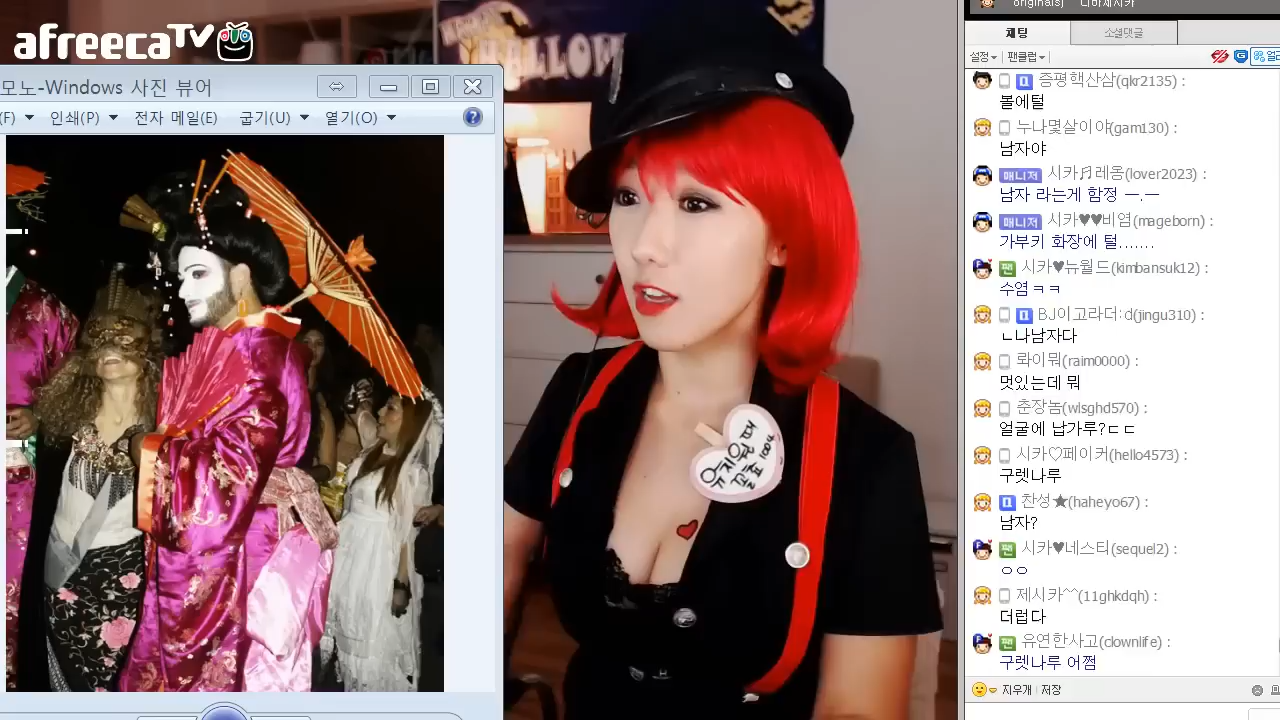 afreecaTV
HALLOW
모노-Windows 사진 뷰어
(F) 인쇄(P) 전자 메일(E) 굽기(U) 열기(O)
originals] 디아제시카
채팅 소셜댓글
설정 팬클럽
증평핵산삼(qkr2135) :
볼에털
누나몇살이야(gam130) :
남자야
매니저 시카♬레옹(lover2023) :
남자 라는게 함정 ㅡ.ㅡ
매니저 시카♥♥비염(mageborn) :
가부키 화장에 털.......
팬 시카♥뉴월드(kimbansuk12) :
수염ㅋㅋ
BJ이고라더:d(jingu310) :
ㄴ나남자다
롸이뭐(raim0000) :
멋있는데 뭐
춘장놈(wlsghd570) :
얼굴에 납가루?ㄷㄷ
시카♡페이커(hello4573) :
구렛나루
찬성★(haheyo67) :
남자?
팬 시카♥네스티(sequel2) :
ㅇㅇ
제시카^^(11ghkdqh) :
더럽다
팬 유연한사고(clownlife) :
구렛나루 어찜
지우개 저장